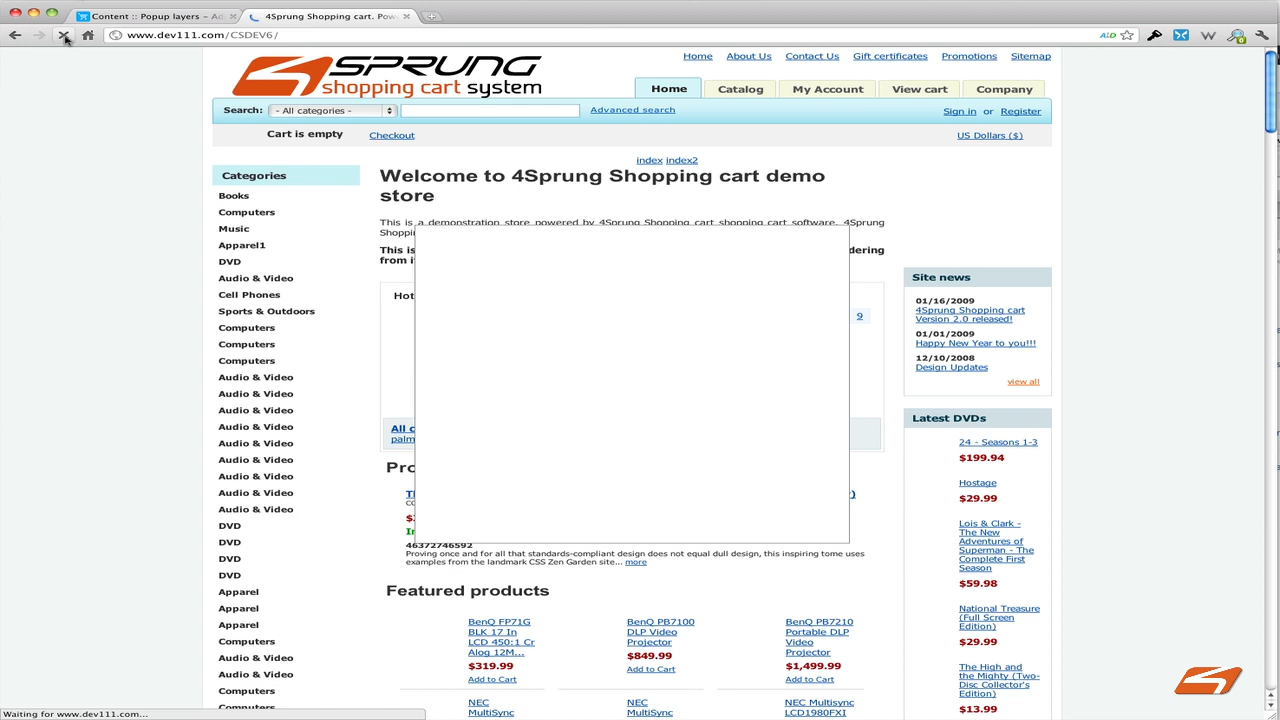 Content :: Popup layers – Ad
4Sprung Shopping cart. Pow
www.dev111.com/CSDEV6/
Home About Us Contact Us Gift certificates Promotions Sitemap
4SPRUNG
shopping cart system
Home Catalog My Account View cart Company
Search: - All categories - Advanced search Sign in or Register
Cart is empty Checkout US Dollars ($)
index index2
Categories
Books
Computers
Music
Apparel1
DVD
Audio & Video
Cell Phones
Sports & Outdoors
Computers
Computers
Computers
Audio & Video
Audio & Video
Audio & Video
Audio & Video
Audio & Video
Audio & Video
Audio & Video
Audio & Video
Audio & Video
DVD
DVD
DVD
DVD
Apparel
Apparel
Apparel
Computers
Audio & Video
Audio & Video
Computers
Computers
Welcome to 4Sprung Shopping cart demo
store
This is a demonstration store powered by 4Sprung Shopping cart shopping cart software. 4Sprung
Shoppin
This is dering
from i
Hot
9
All c
palm
Pro
$
In
46372746592
Proving once and for all that standards-compliant design does not equal dull design, this inspiring tome uses
examples from the landmark CSS Zen Garden site... more
Featured products
BenQ FP71G
BLK 17 In
LCD 450:1 Cr
Alog 12M...
$319.99
Add to Cart
BenQ PB7100
DLP Video
Projector
$849.99
Add to Cart
BenQ PB7210
Portable DLP
Video
Projector
$1,499.99
Add to Cart
NEC
MultiSync
NEC
MultiSync
NEC Multisync
LCD1980FXI
Site news
01/16/2009
4Sprung Shopping cart
Version 2.0 released!
01/01/2009
Happy New Year to you!!!
12/10/2008
Design Updates
view all
Latest DVDs
24 - Seasons 1-3
$199.94
Hostage
$29.99
Lois & Clark -
The New
Adventures of
Superman - The
Complete First
Season
$59.98
National Treasure
(Full Screen
Edition)
$29.99
The High and
the Mighty (Two-
Disc Collector's
Edition)
$13.99
Waiting for www.dev111.com...